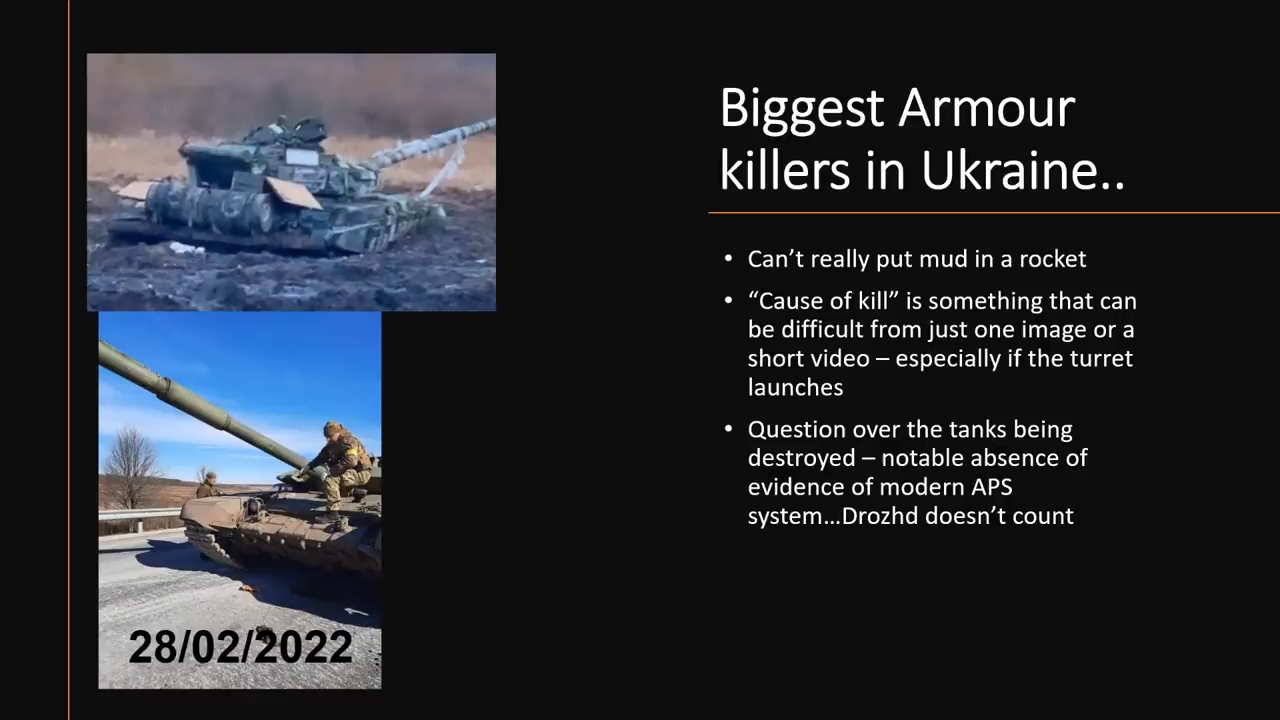 Biggest Armour
killers in Ukraine..
• Can’t really put mud in a rocket
• “Cause of kill” is something that can
be difficult from just one image or a
short video – especially if the turret
launches
• Question over the tanks being
destroyed – notable absence of
evidence of modern APS
system…Drozhd doesn’t count
28/02/2022